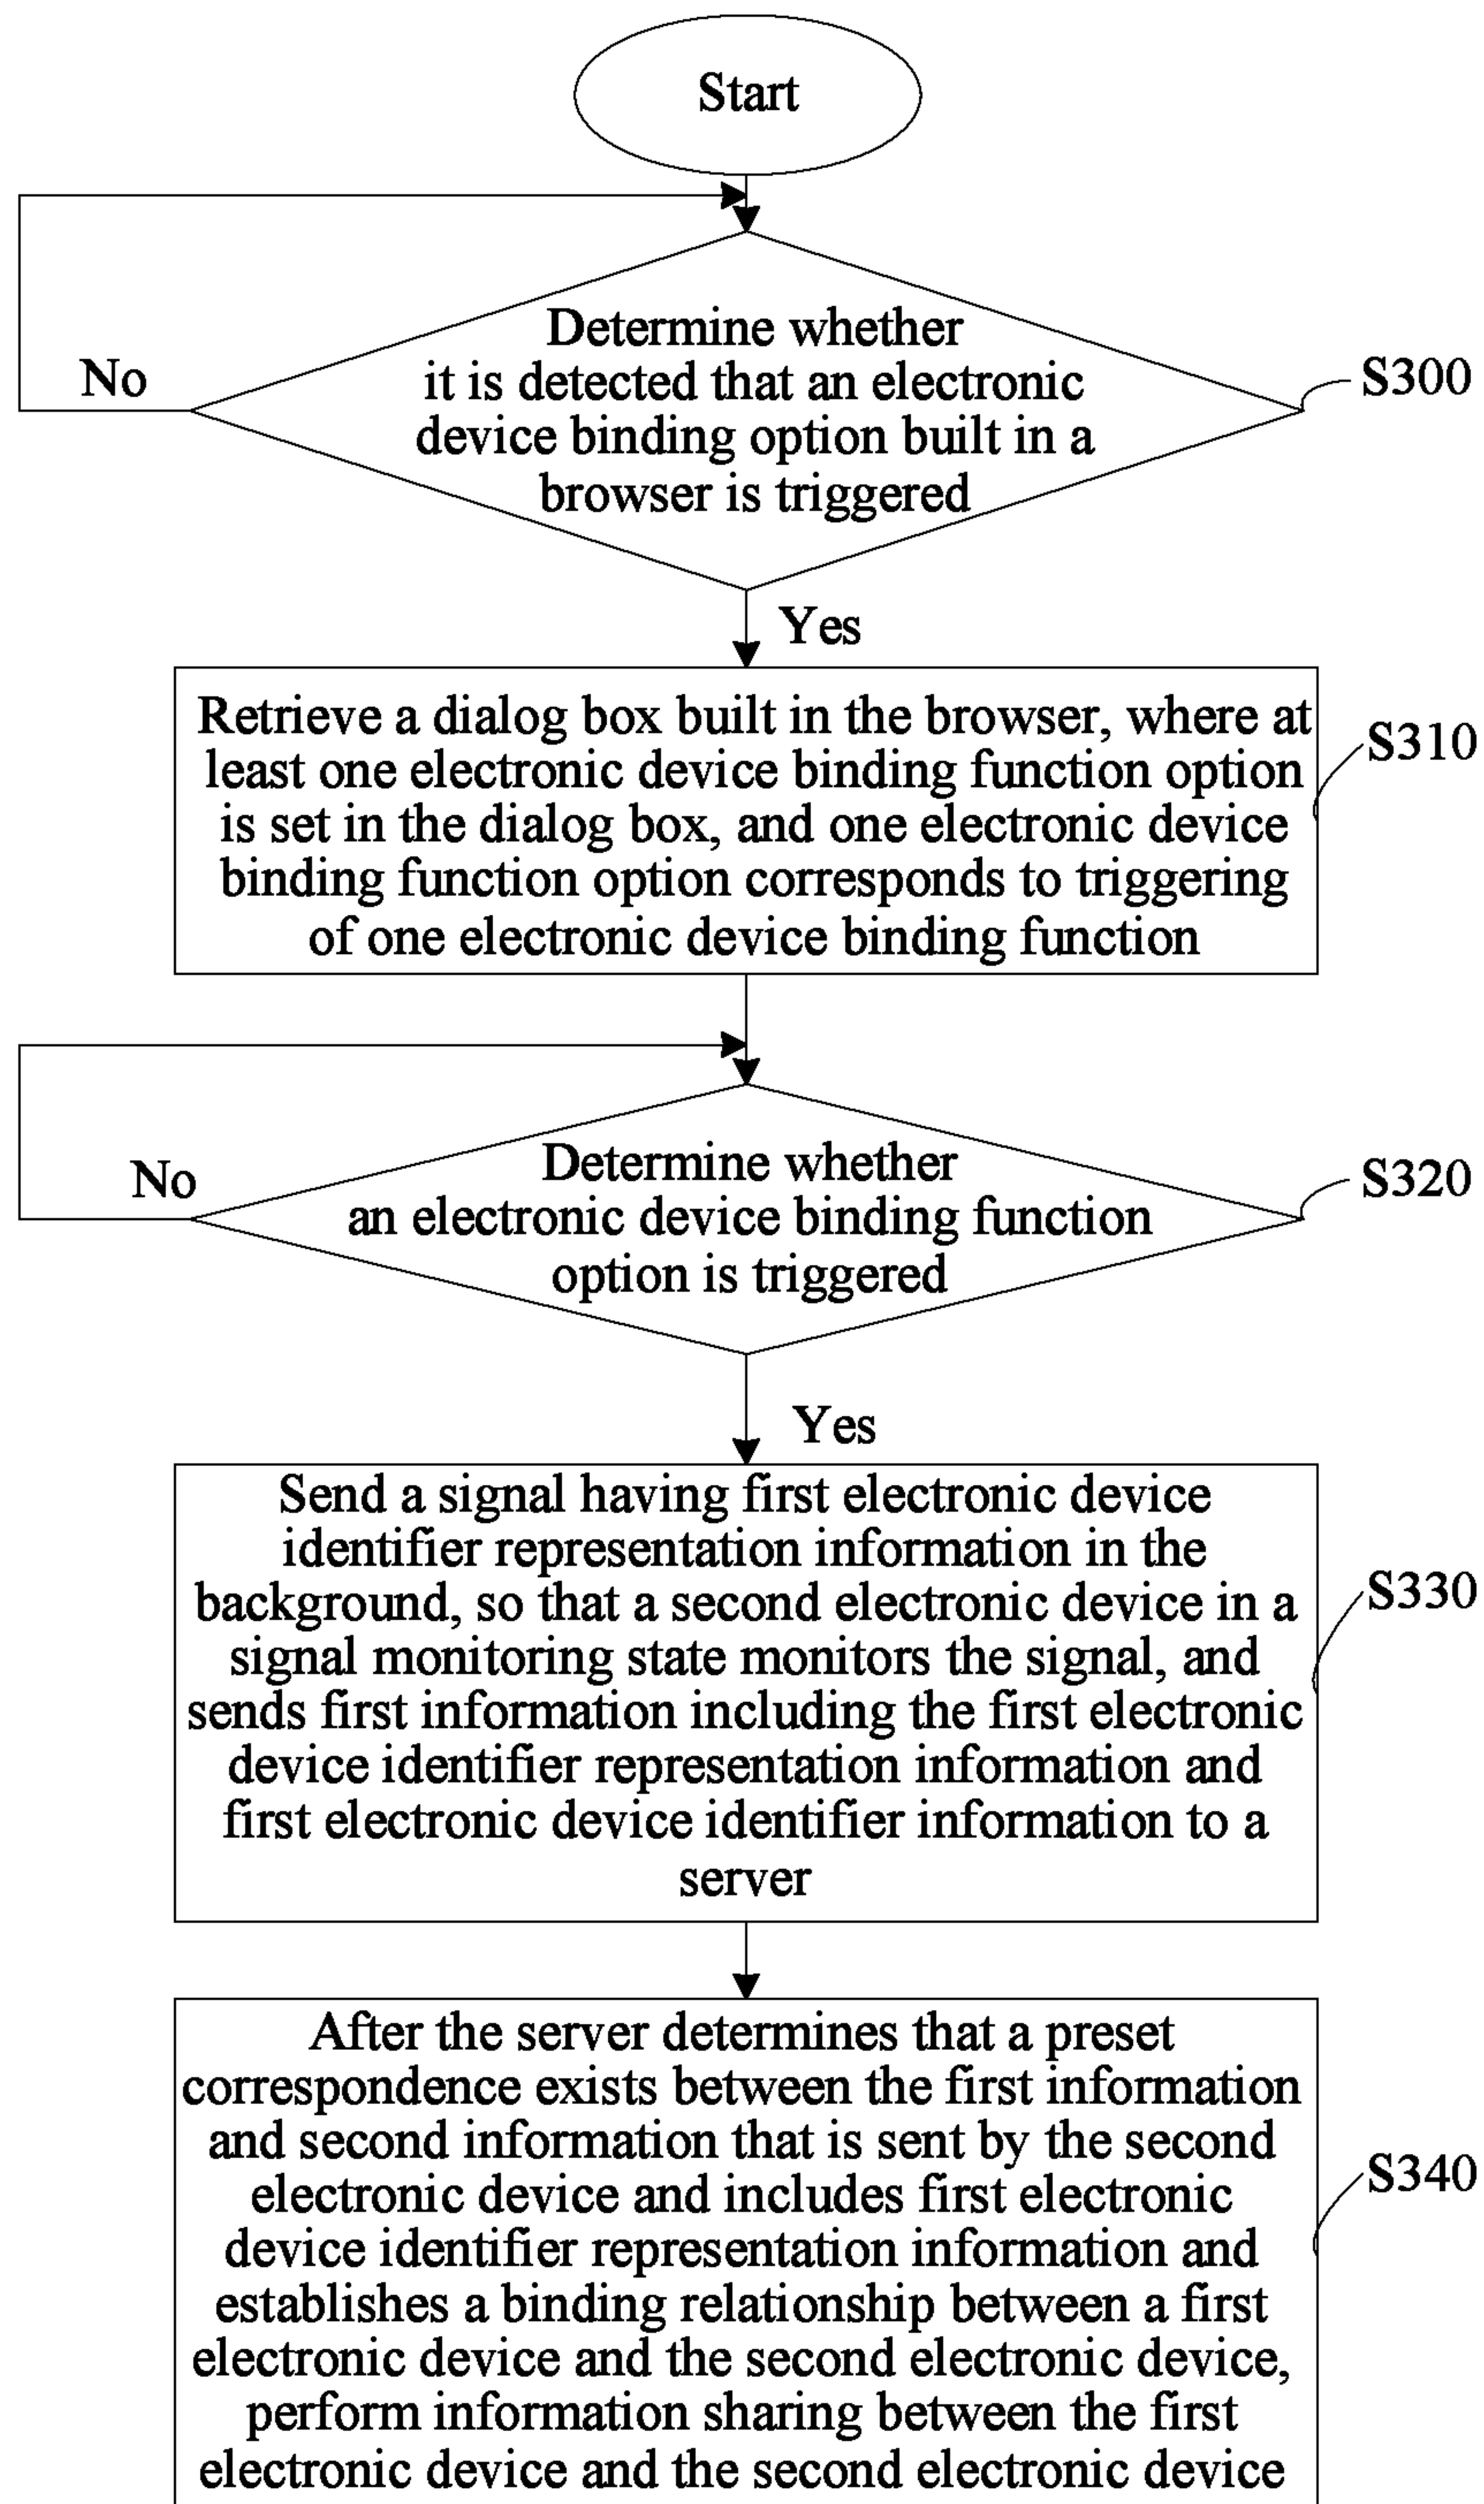 Start
Determine whether
it is detected that an electronic
device binding option built in a
browser is triggered
No
S300
Yes
Retrieve a dialog box built in the browser, where at
least one electronic device binding function option
is set in the dialog box, and one electronic device
binding function option corresponds to triggering
of one electronic device binding function
S310
Determine whether
an electronic device binding function
option is triggered
No
S320
Yes
Send a signal having first electronic device
identifier representation information in the
background, so that a second electronic device in a
signal monitoring state monitors the signal, and
sends first information including the first electronic
device identifier representation information and
first electronic device identifier information to a
server
S330
After the server determines that a preset
correspondence exists between the first information
and second information that is sent by the second
electronic device and includes first electronic
device identifier representation information and
establishes a binding relationship between a first
electronic device and the second electronic device,
perform information sharing between the first
electronic device and the second electronic device
S340